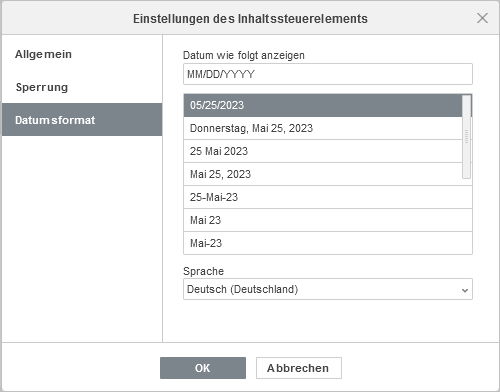 Einstellungen des Inhaltssteuerelements
Allgemein
Sperrung
Datumsformat
Datum wie folgt anzeigen
MM/DD/YYYY
05/25/2023
Donnerstag, Mai 25, 2023
25 Mai 2023
Mai 25, 2023
25-Mai-23
Mai 23
Mai-23
Sprache
Deutsch (Deutschland)
OK
Abbrechen